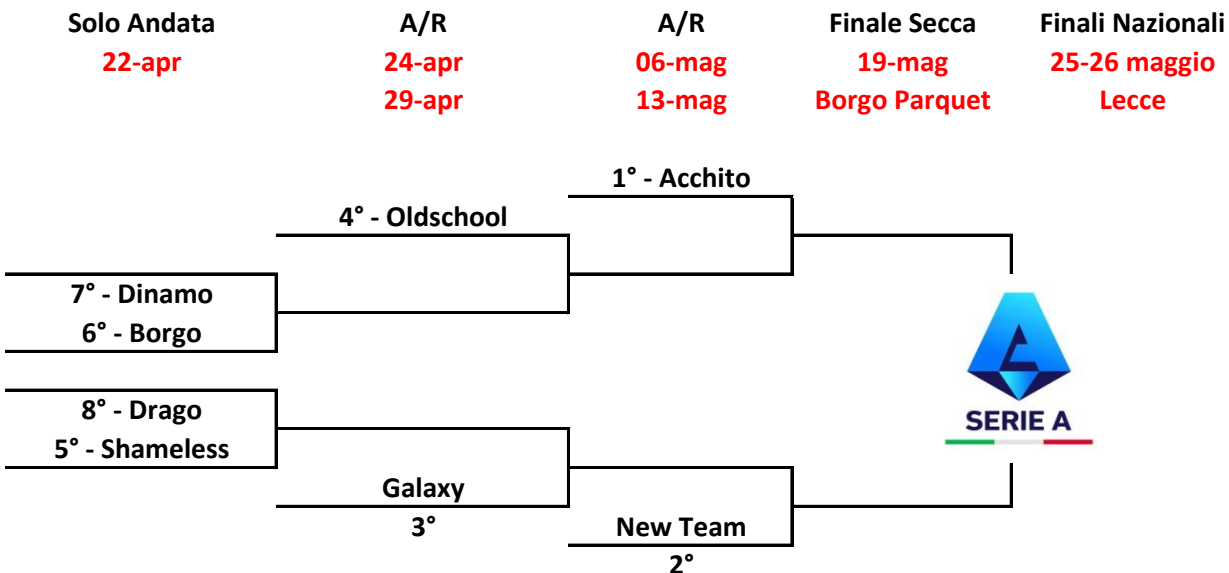 Solo Andata A/R A/R Finale Secca Finali Nazionali
22-apr 24-apr 06-mag 19-mag 25-26 maggio
29-apr 13-mag Borgo Parquet Lecce
1° - Acchito
4° - Oldschool
7° - Dinamo
6° - Borgo
8° - Drago
5° - Shameless
SERIE A
Galaxy
3°
New Team
2°